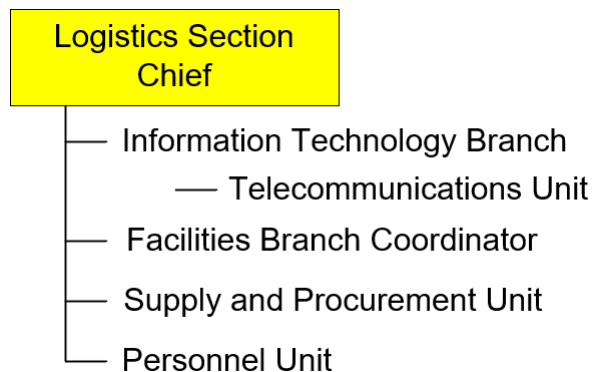 Logistics Section
Chief
Information Technology Branch
Telecommunications Unit
Facilities Branch Coordinator
Supply and Procurement Unit
Personnel Unit